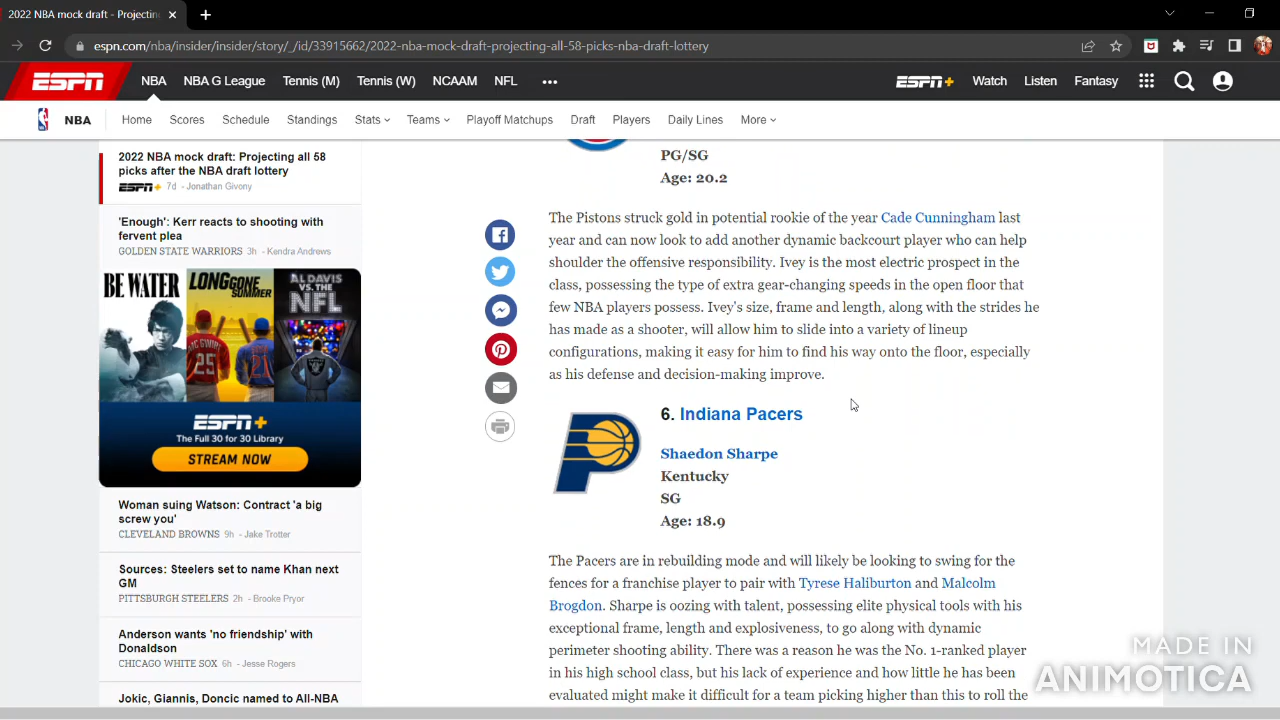 2022 NBA mock draft - Projectin
espn.com/nba/insider/insider/story/_/id/33915662/2022-nba-mock-draft-projecting-all-58-picks-nba-draft-lottery
ESPN NBA NBA G League Tennis (M) Tennis (W) NCAAM NFL ••• ESPN+ Watch Listen Fantasy
NBA Home Scores Schedule Standings Stats Teams Playoff Matchups Draft Players Daily Lines More
2022 NBA mock draft: Projecting all 58
picks after the NBA draft lottery
ESPN+ 7d - Jonathan Givony
'Enough': Kerr reacts to shooting with
fervent plea
GOLDEN STATE WARRIORS 3h - Kendra Andrews
BE WATER
LONG GONE
SUMMER
AL DAVIS
VS. THE
NFL
MCGWIRE
25
21
ESPN+
The Full 30 for 30 Library
STREAM NOW
Woman suing Watson: Contract 'a big
screw you'
CLEVELAND BROWNS 9h - Jake Trotter
Sources: Steelers set to name Khan next
GM
PITTSBURGH STEELERS 2h - Brooke Pryor
Anderson wants 'no friendship' with
Donaldson
CHICAGO WHITE SOX 6h - Jesse Rogers
Jokic, Giannis, Doncic named to All-NBA
PG/SG
Age: 20.2
The Pistons struck gold in potential rookie of the year Cade Cunningham last
year and can now look to add another dynamic backcourt player who can help
shoulder the offensive responsibility. Ivey is the most electric prospect in the
class, possessing the type of extra gear-changing speeds in the open floor that
few NBA players possess. Ivey's size, frame and length, along with the strides he
has made as a shooter, will allow him to slide into a variety of lineup
configurations, making it easy for him to find his way onto the floor, especially
as his defense and decision-making improve.
6. Indiana Pacers
Shaedon Sharpe
Kentucky
SG
Age: 18.9
The Pacers are in rebuilding mode and will likely be looking to swing for the
fences for a franchise player to pair with Tyrese Haliburton and Malcolm
Brogdon. Sharpe is oozing with talent, possessing elite physical tools with his
exceptional frame, length and explosiveness, to go along with dynamic
perimeter shooting ability. There was a reason he was the No. 1-ranked player
in his high school class, but his lack of experience and how little he has been
evaluated might make it difficult for a team picking higher than this to roll the
MADE IN
ANIMOTICA